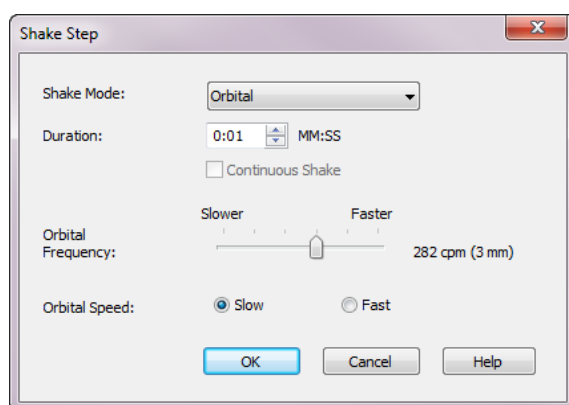 Shake Step
Shake Mode: Orbital
Duration: 0:01 MM:SS
Continuous Shake
Slower Faster
Orbital
Frequency: 282 cpm (3 mm)
Orbital Speed: Slow Fast
OK Cancel Help